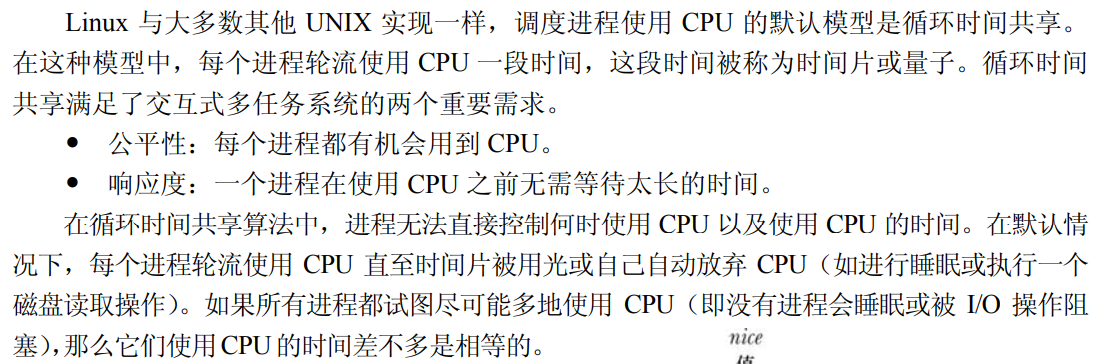 Linux 与大多数其他 UNIX 实现一样，调度进程使用 CPU 的默认模型是循环时间共享。
在这种模型中，每个进程轮流使用 CPU 一段时间，这段时间被称为时间片或量子。循环时间
共享满足了交互式多任务系统的两个重要需求。
● 公平性：每个进程都有机会用到 CPU。
● 响应度：一个进程在使用 CPU 之前无需等待太长的时间。
在循环时间共享算法中，进程无法直接控制何时使用 CPU 以及使用 CPU 的时间。在默认情
况下，每个进程轮流使用 CPU 直至时间片被用光或自己自动放弃 CPU（如进行睡眠或执行一个
磁盘读取操作）。如果所有进程都试图尽可能多地使用 CPU（即没有进程会睡眠或被 I/O 操作阻
塞），那么它们使用 CPU 的时间差不多是相等的。
nice